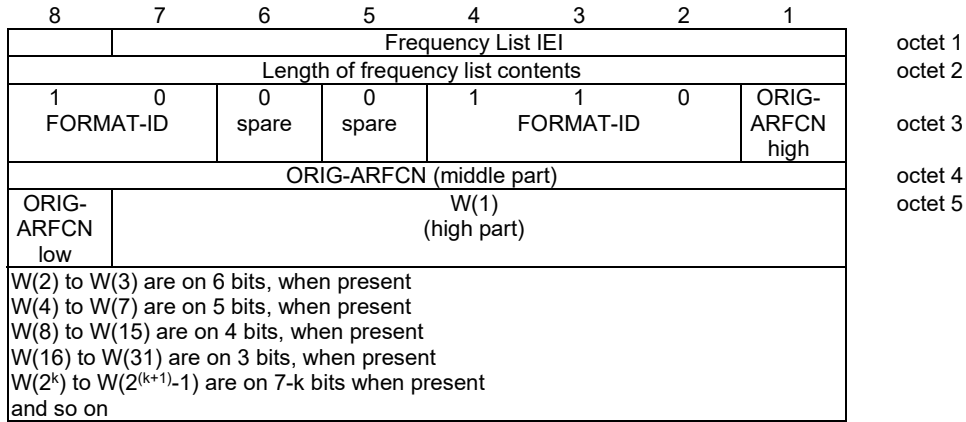 8 7 6 5 4 3 2 1
Frequency List IEI octet 1
Length of frequency list contents octet 2
1 0 0 0 1 1 0 ORIG-
FORMAT-ID spare spare FORMAT-ID ARFCN octet 3
high
ORIG-ARFCN (middle part) octet 4
ORIG- W(1) octet 5
ARFCN (high part)
low
W(2) to W(3) are on 6 bits, when present
W(4) to W(7) are on 5 bits, when present
W(8) to W(15) are on 4 bits, when present
W(16) to W(31) are on 3 bits, when present
W(2^k) to W(2^(k+1)-1) are on 7-k bits when present
and so on